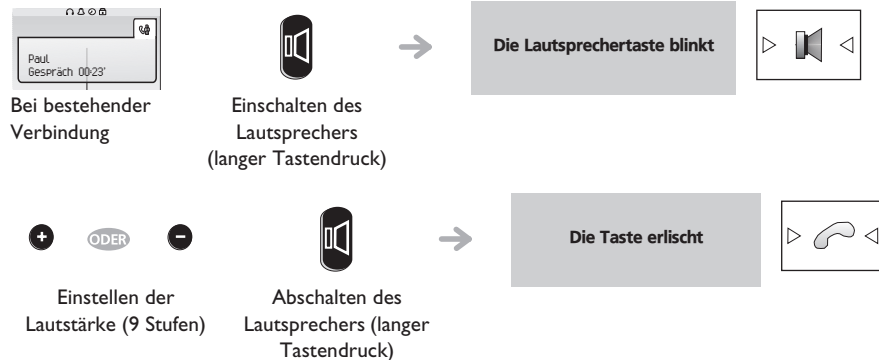 Paul
Gespräch 00:23'
Bei bestehender
Verbindung
Einschalten des
Lautsprechers
(langer Tastendruck)
Die Lautsprechertaste blinkt
ODER
Einstellen der
Lautstärke (9 Stufen)
Abschalten des
Lautsprechers (langer
Tastendruck)
Die Taste erlischt